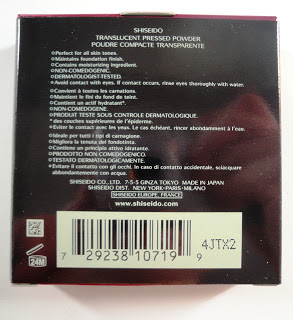 SHISEIDO
TRANSLUCENT PRESSED POWDER
POUDRE COMPACTE TRANSPARENTE
Perfect for all skin tones.
Maintains foundation finish.
Contains moisturizing ingredient.
NON-COMEDOGENIC.
DERMATOLOGIST-TESTED.
Avoid contact with eyes. If contact occurs, rinse eyes thoroughly with water.
Convient à toutes les carnations.
Maintient le fini du fond de teint.
Contient un actif hydratant*.
NON-COMEDOGENE.
PRODUIT TESTE SOUS CONTROLE DERMATOLOGIQUE.
* des couches supérieures de l'épiderme.
Eviter le contact avec les yeux. Le cas échéant, rincer abondamment à l'eau.
Ideale per tutti i tipi di carnagione.
Migliora la tenuta del fondotinta.
Contiene un principio attivo idratante.
PRODOTTO NON COMEDOGENICO.
TESTATO DERMATOLOGICAMENTE.
Evitare il contatto con gli occhi. In caso di contatto accidentale, sciacquare
abbondantemente con acqua.
SHISEIDO CO., LTD. 7-5-5 GINZA TOKYO MADE IN JAPAN
SHISEIDO DIST. NEW YORK•PARIS•MILANO
SHISEIDO EUROPE, FRANCE
www.shiseido.com
24M
7 29238 10719 9
4JTX2